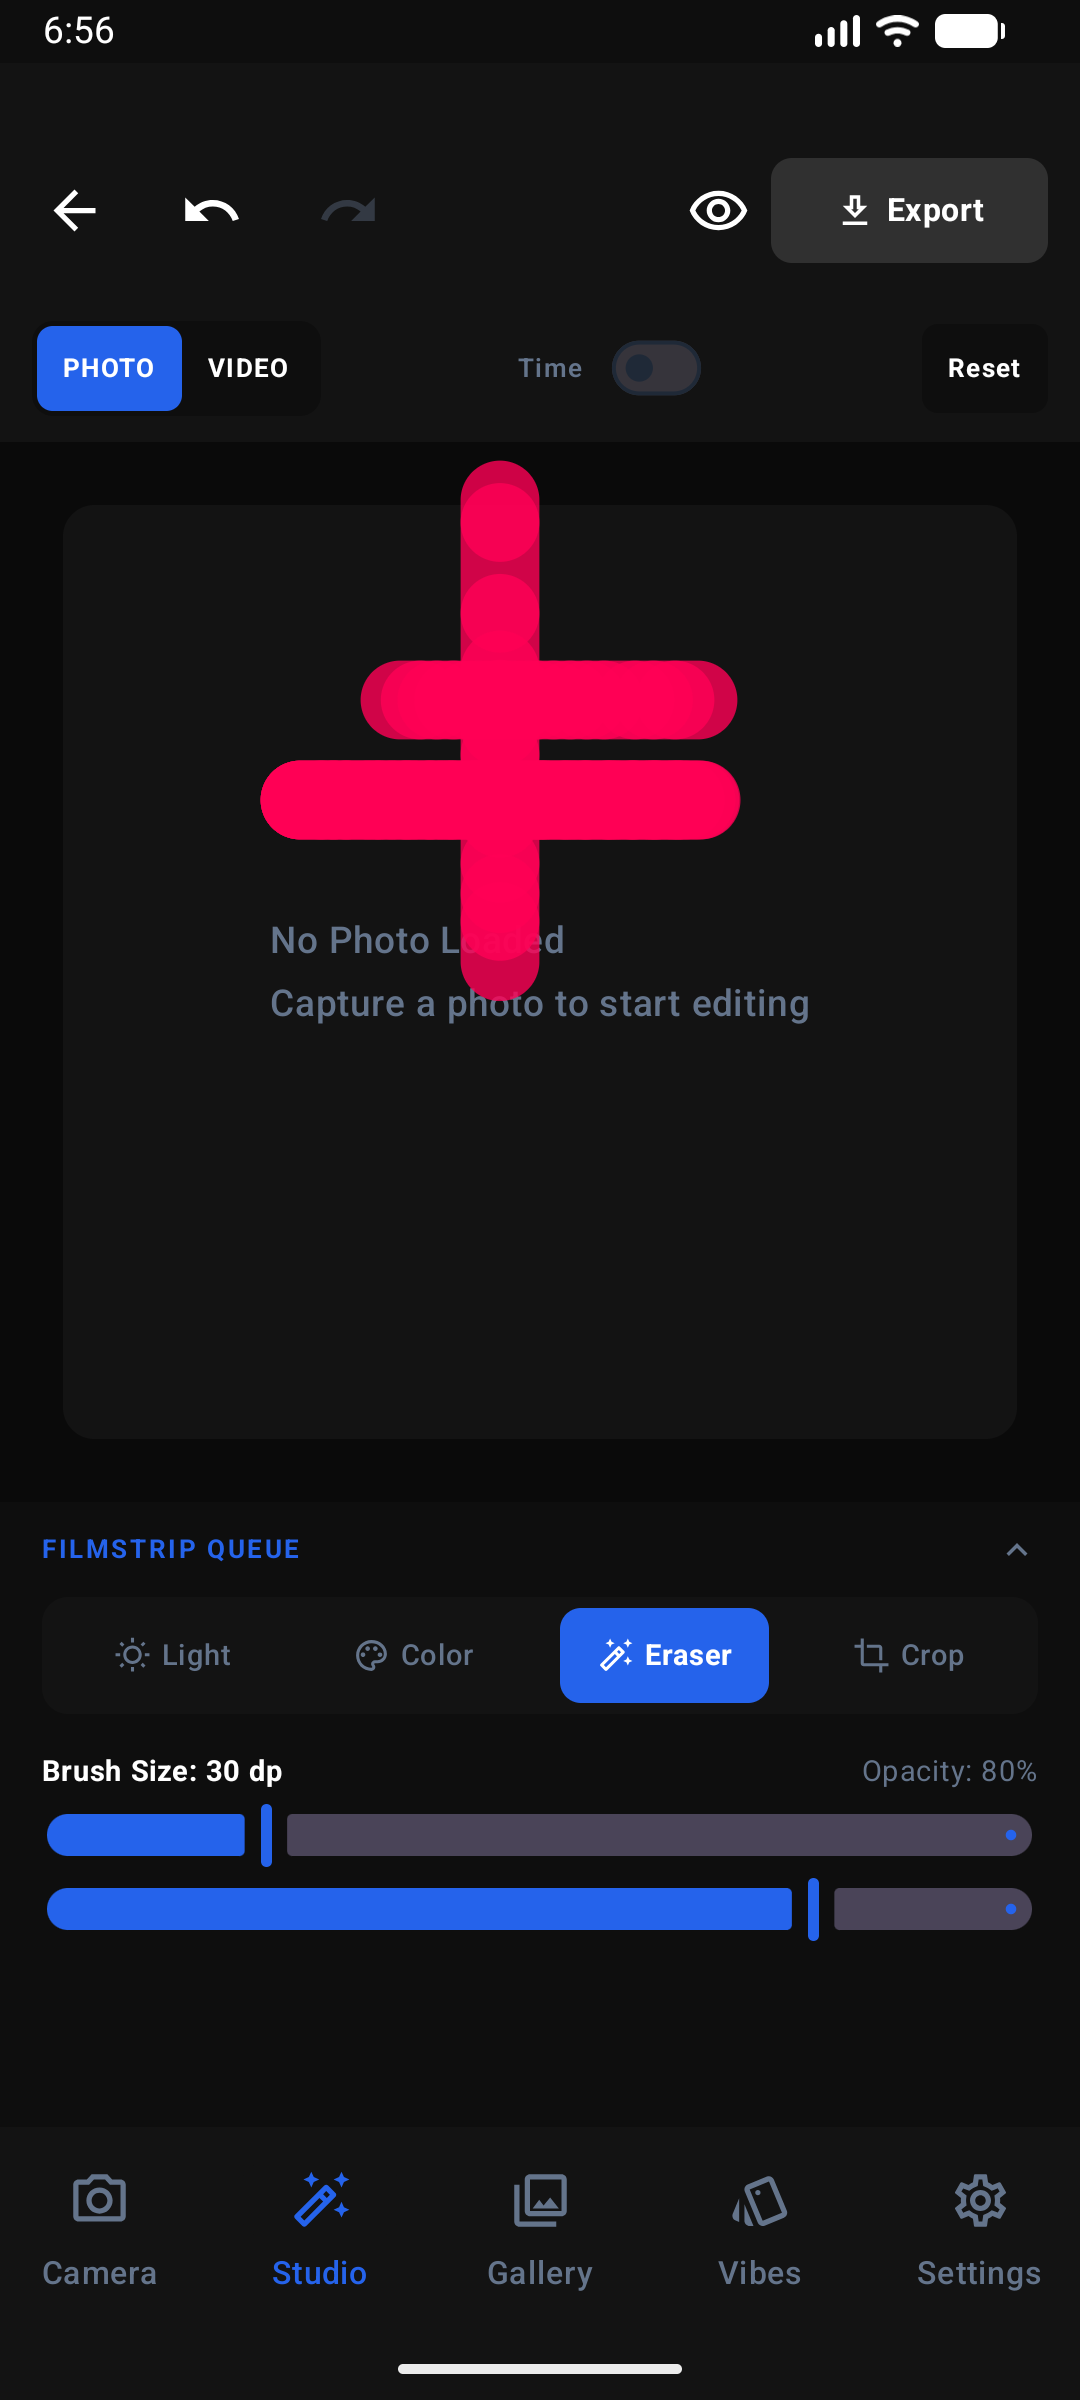 6:56
Export
PHOTO
VIDEO
Time
Reset
No Photo Loaded
Capture a photo to start editing
FILMSTRIP QUEUE
Light
Color
Eraser
Crop
Brush Size: 30 dp
Opacity: 80%
Camera
Studio
Gallery
Vibes
Settings